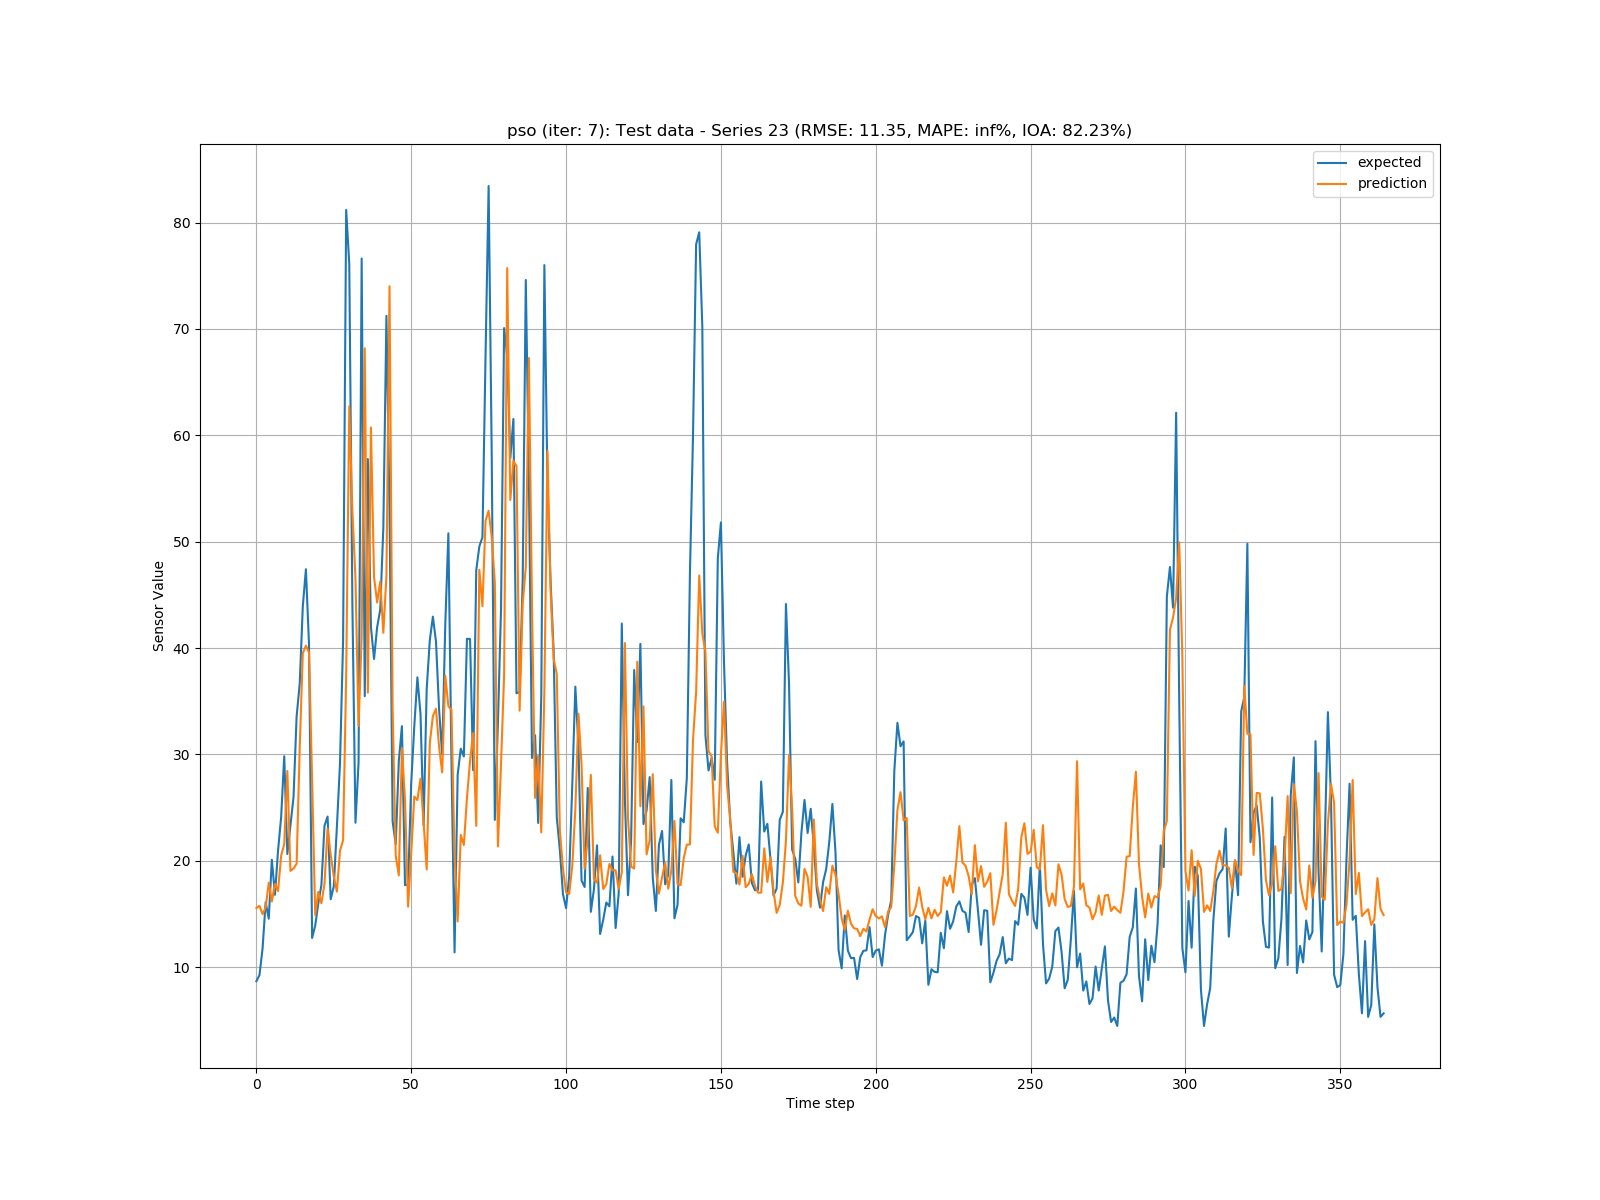 pso (iter: 7): Test data - Series 23 (RMSE: 11.35, MAPE: inf%, IOA: 82.23%)
expected
prediction
80
70
60
50
40
30
20
10
Sensor Value
0 50 100 150 200 250 300 350
Time step